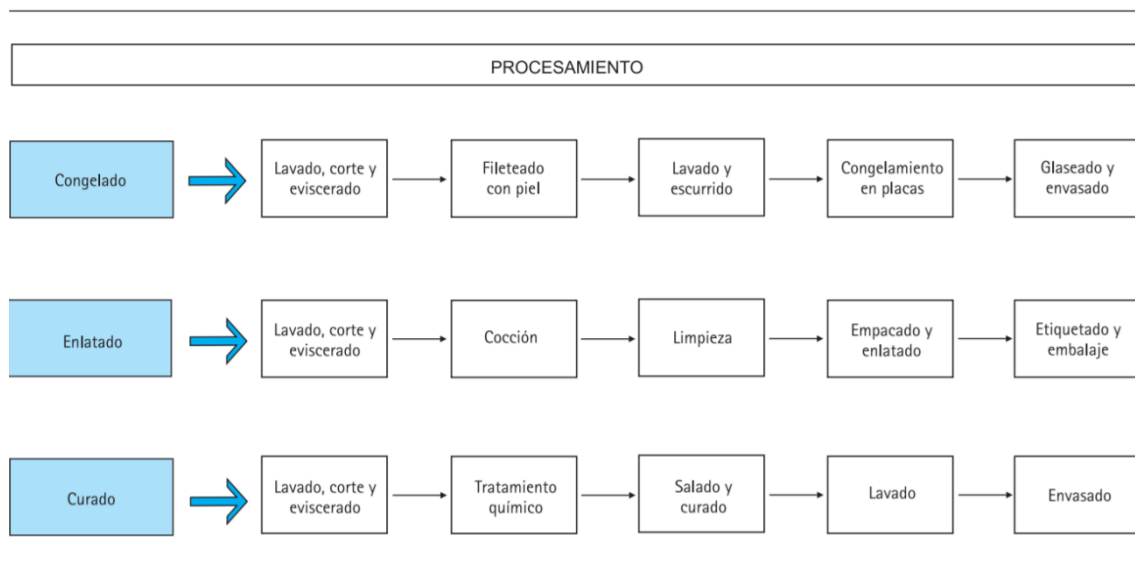 PROCESAMIENTO
Congelado
Lavado, corte y
eviscerado
Fileteado
con piel
Lavado y
escurrido
Congelamiento
en placas
Glaseado y
envasado
Enlatado
Lavado, corte y
eviscerado
Cocción
Limpieza
Empacado y
enlatado
Etiquetado y
embalaje
Curado
Lavado, corte y
eviscerado
Tratamiento
químico
Salado y
curado
Lavado
Envasado